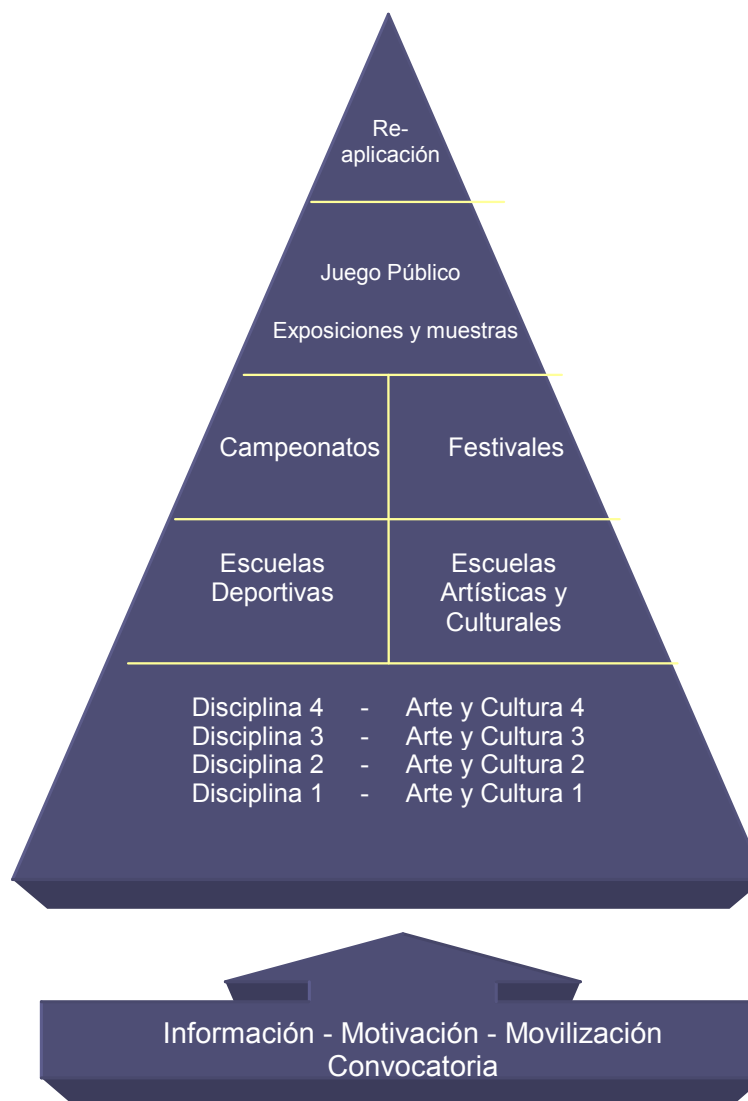 Re-
aplicación
Juego Público
Exposiciones y muestras
Campeonatos
Festivales
Escuelas
Deportivas
Escuelas
Artísticas y
Culturales
Disciplina 4 - Arte y Cultura 4
Disciplina 3 - Arte y Cultura 3
Disciplina 2 - Arte y Cultura 2
Disciplina 1 - Arte y Cultura 1
Información - Motivación - Movilización
Convocatoria